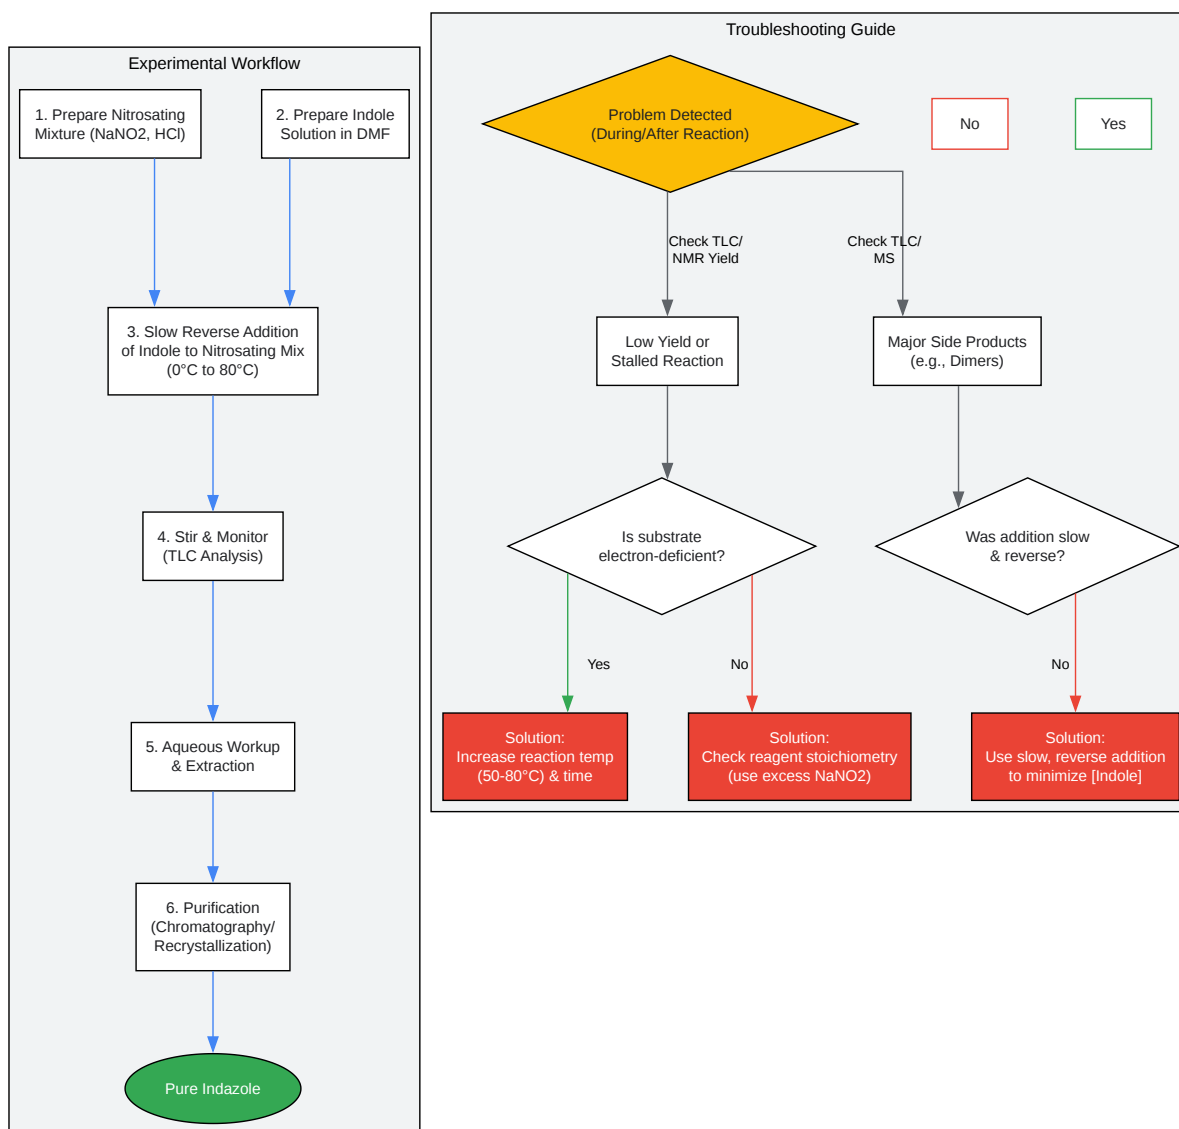 Experimental Workflow
1. Prepare Nitrosating
Mixture (NaNO2, HCl)
2. Prepare Indole
Solution in DMF
3. Slow Reverse Addition
of Indole to Nitrosating Mix
(0°C to 80°C)
4. Stir & Monitor
(TLC Analysis)
5. Aqueous Workup
& Extraction
6. Purification
(Chromatography/
Recrystallization)
Pure Indazole
Troubleshooting Guide
Problem Detected
(During/After Reaction)
No
Yes
Check TLC/
NMR Yield
Check TLC/
MS
Low Yield or
Stalled Reaction
Major Side Products
(e.g., Dimers)
Is substrate
electron-deficient?
Was addition slow
& reverse?
Yes
No
No
Solution:
Increase reaction temp
(50-80°C) & time
Solution:
Check reagent stoichiometry
(use excess NaNO2)
Solution:
Use slow, reverse addition
to minimize [Indole]